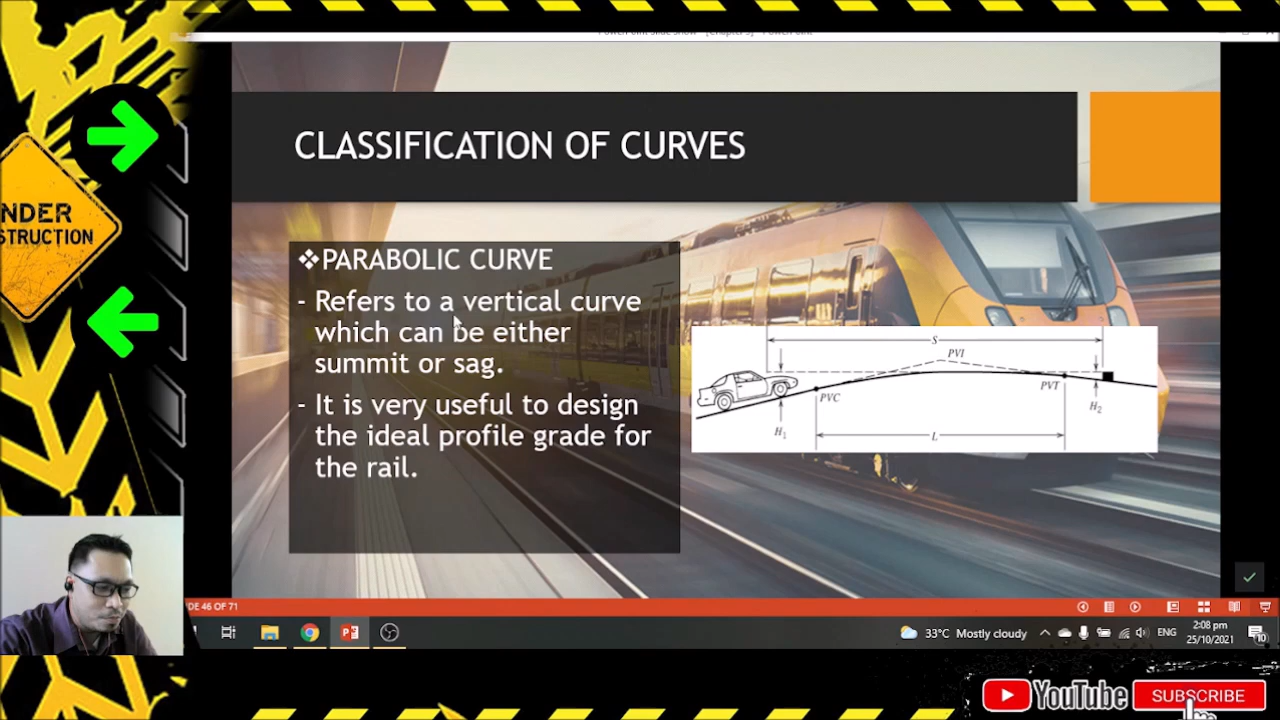 CLASSIFICATION OF CURVES
NDER
STRUCTION
❖PARABOLIC CURVE
- Refers to a vertical curve
which can be either
summit or sag.
- It is very useful to design
the ideal profile grade for
the rail.
S
PVI
PVC
PVT
H1
H2
L
DE 46 OF 71
33°C Mostly cloudy
ENG
2:08 pm
25/10/2021
10
YouTube
SUBSCRIBE